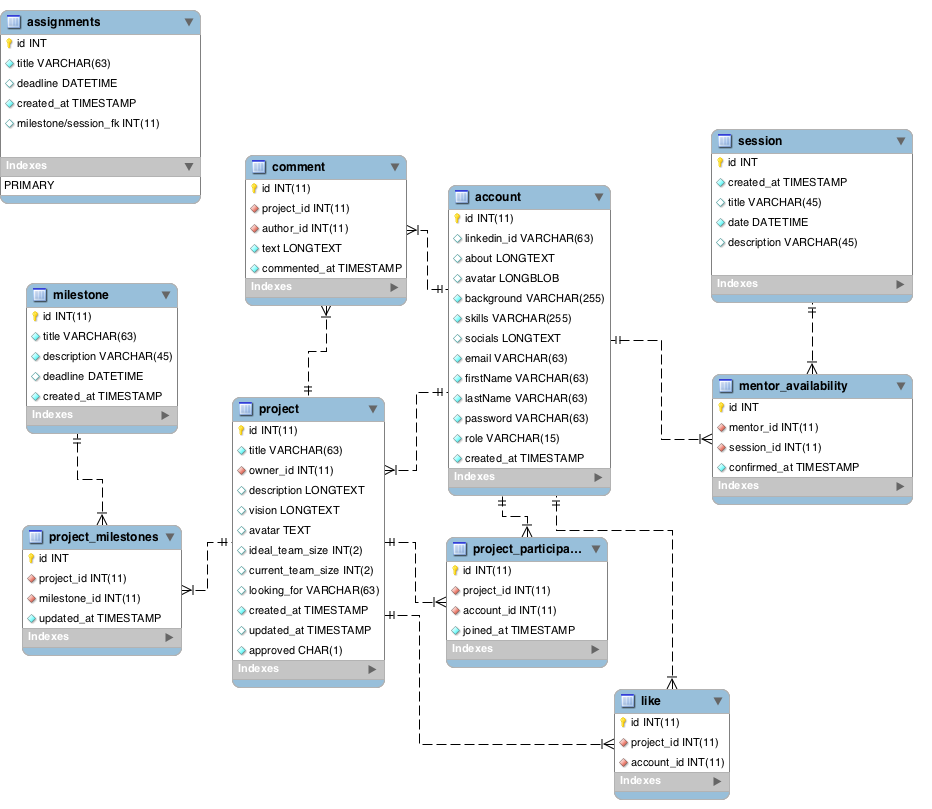 assignments
id INT
title VARCHAR(63)
deadline DATETIME
created_at TIMESTAMP
milestone/session_fk INT(11)
Indexes
PRIMARY
comment
id INT(11)
project_id INT(11)
author_id INT(11)
text LONGTEXT
commented_at TIMESTAMP
Indexes
account
id INT(11)
linkedin_id VARCHAR(63)
about LONGTEXT
avatar LONGBLOB
background VARCHAR(255)
skills VARCHAR(255)
socials LONGTEXT
email VARCHAR(63)
firstName VARCHAR(63)
lastName VARCHAR(63)
password VARCHAR(63)
role VARCHAR(15)
created_at TIMESTAMP
Indexes
session
id INT
created_at TIMESTAMP
title VARCHAR(45)
date DATETIME
description VARCHAR(45)
Indexes
milestone
id INT(11)
title VARCHAR(63)
description VARCHAR(45)
deadline DATETIME
created_at TIMESTAMP
Indexes
project
id INT(11)
title VARCHAR(63)
owner_id INT(11)
description LONGTEXT
vision LONGTEXT
avatar TEXT
ideal_team_size INT(2)
current_team_size INT(2)
looking_for VARCHAR(63)
created_at TIMESTAMP
updated_at TIMESTAMP
approved CHAR(1)
Indexes
mentor_availability
id INT
mentor_id INT(11)
session_id INT(11)
confirmed_at TIMESTAMP
Indexes
project_milestones
id INT
project_id INT(11)
milestone_id INT(11)
updated_at TIMESTAMP
Indexes
project_participa...
id INT(11)
project_id INT(11)
account_id INT(11)
joined_at TIMESTAMP
Indexes
like
id INT(11)
project_id INT(11)
account_id INT(11)
Indexes